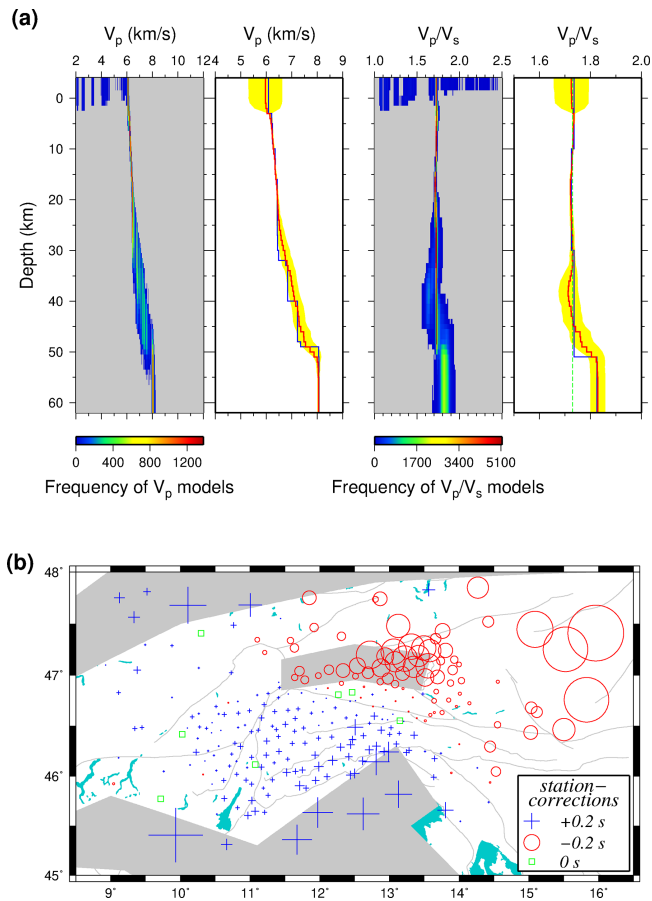 (a)
Vp (km/s) Vp (km/s) Vp/Vs Vp/Vs
2 4 6 8 10 12 4 5 6 7 8 9 1.0 1.5 2.0 2.5 1.6 1.8 2.0
0
10
20
30
40
50
60
Depth (km)
0 400 800 1200 0 1700 3400 5100
Frequency of Vp models Frequency of Vp/Vs models
(b)
48°
47°
46°
45°
9° 10° 11° 12° 13° 14° 15° 16°
station−
corrections
+0.2 s
−0.2 s
0 s